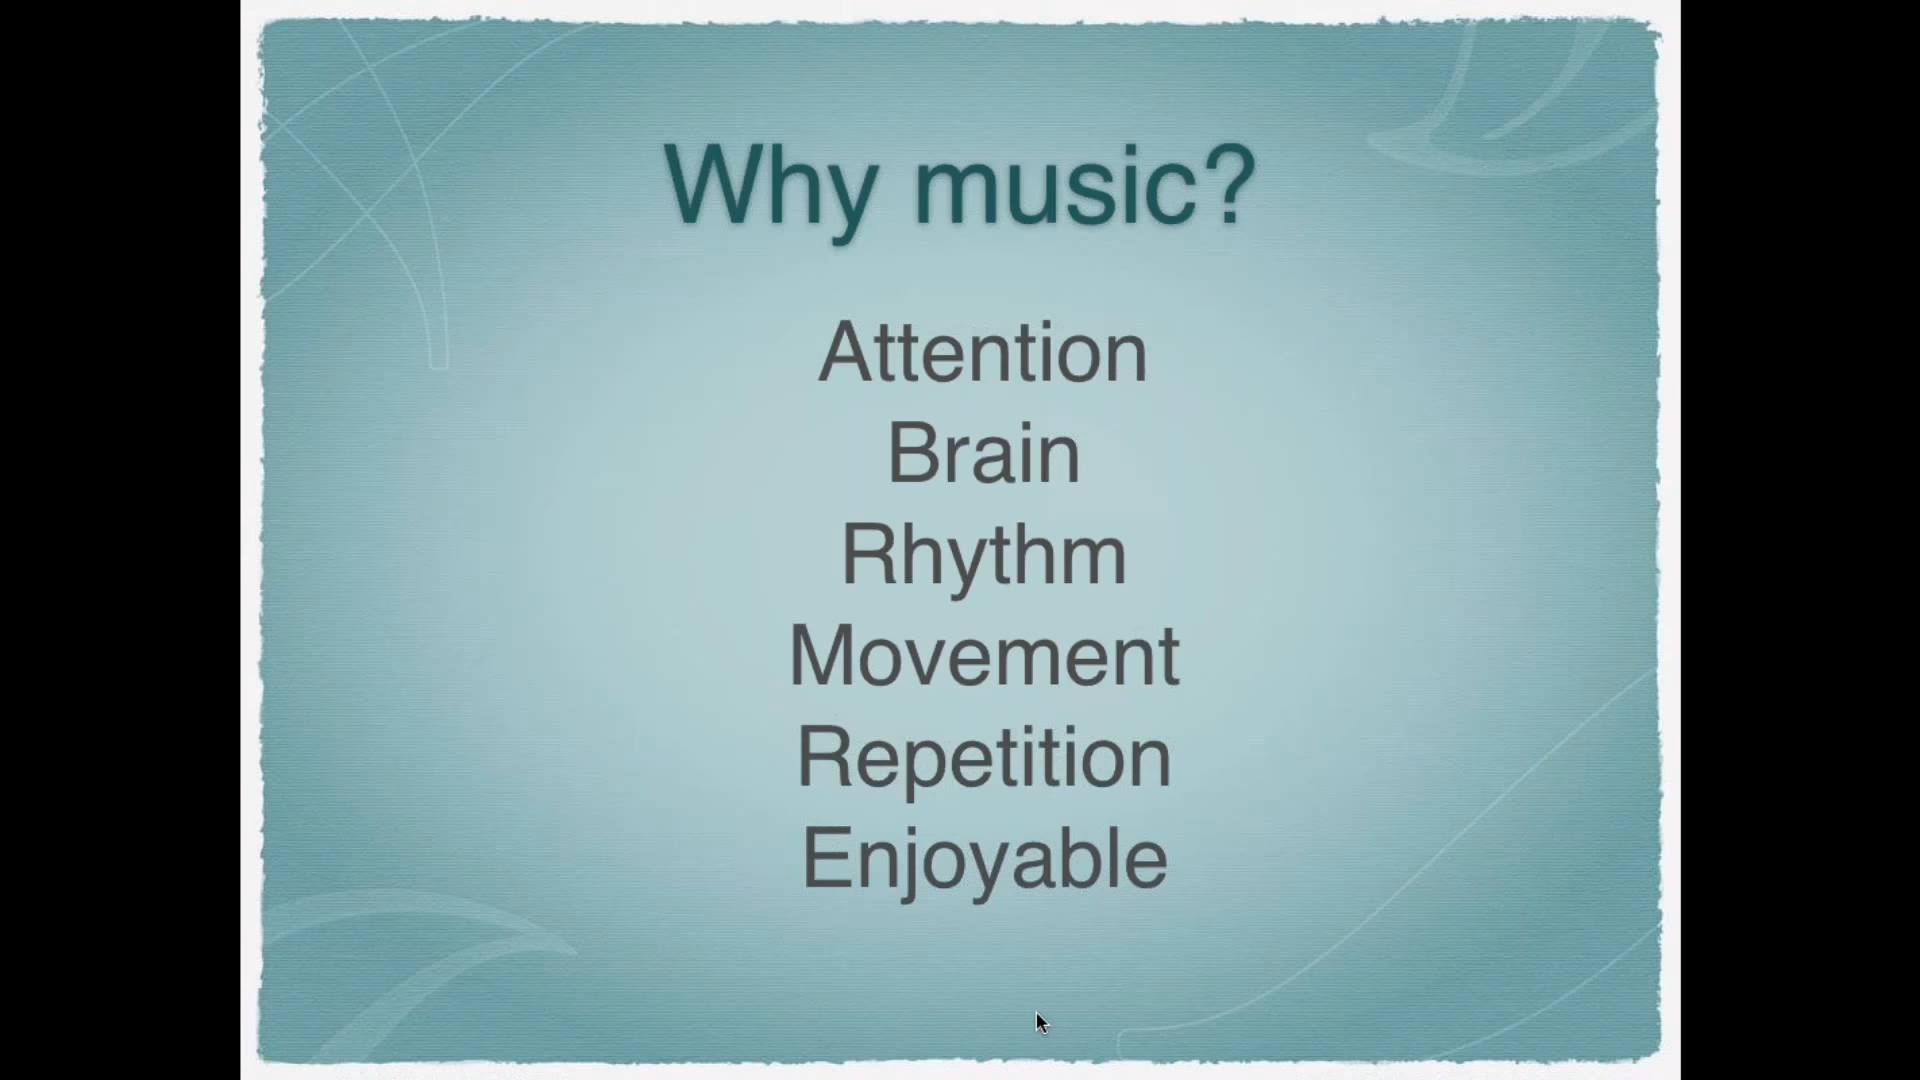 Why music?
Attention
Brain
Rhythm
Movement
Repetition
Enjoyable